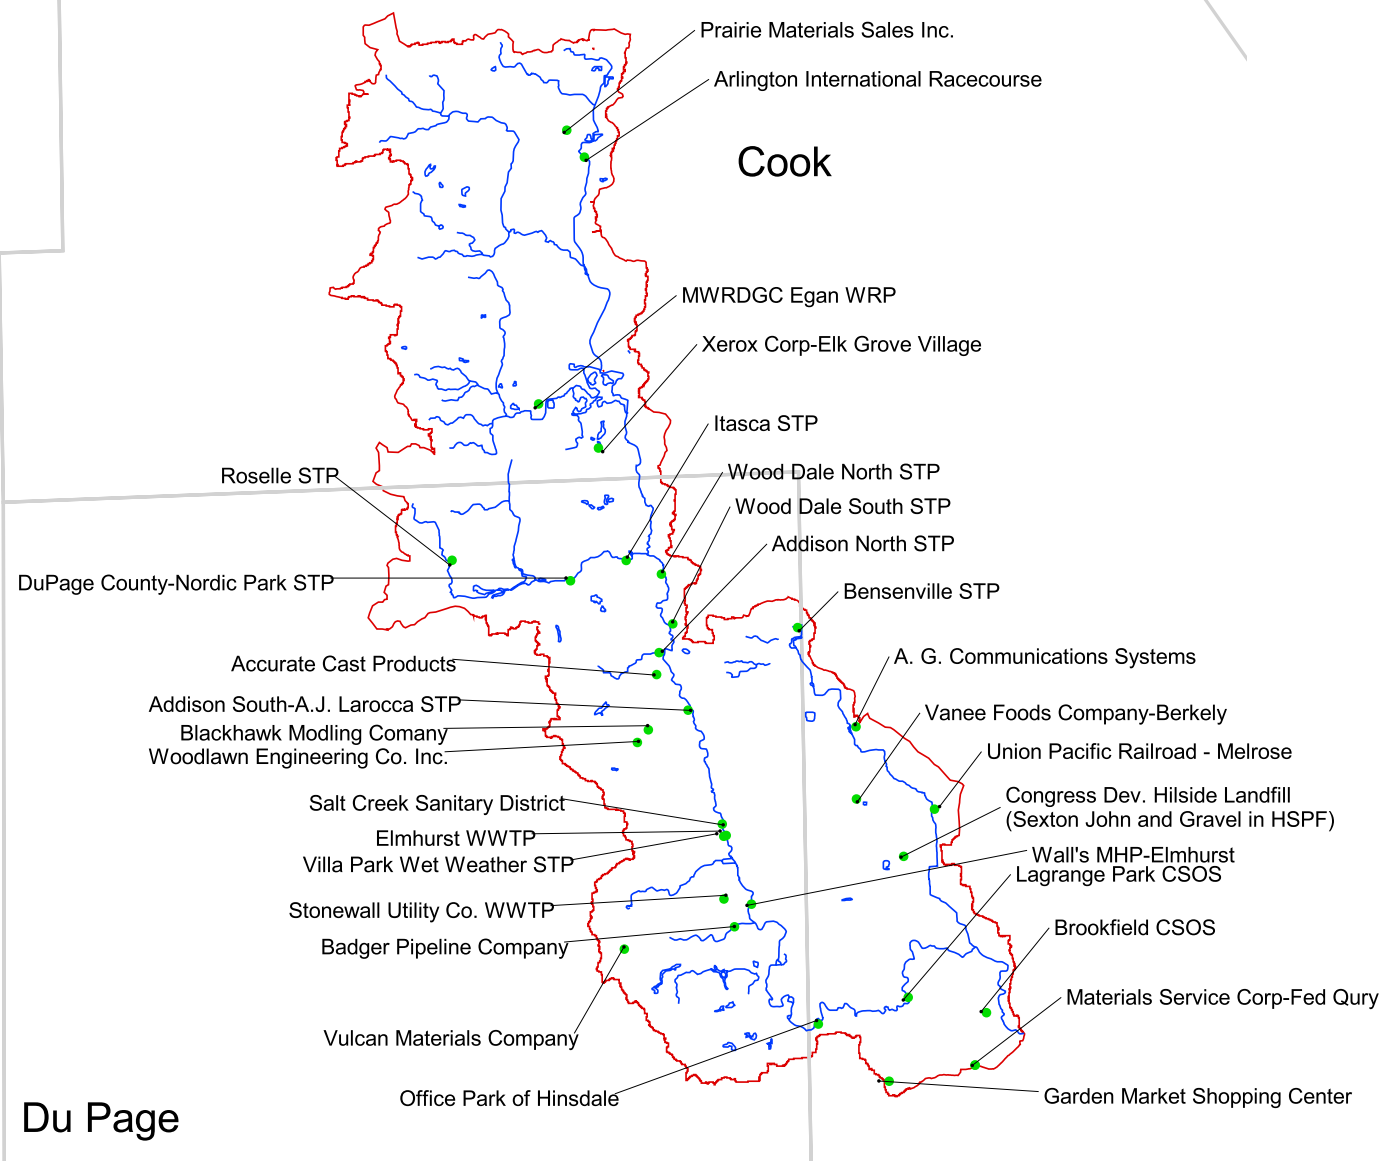 Prairie Materials Sales Inc.
Arlington International Racecourse
Cook
MWRDGC Egan WRP
Xerox Corp-Elk Grove Village
Itasca STP
Roselle STP
Wood Dale North STP
Wood Dale South STP
Addison North STP
DuPage County-Nordic Park STP
Bensenville STP
Accurate Cast Products
A. G. Communications Systems
Addison South-A.J. Larocca STP
Vanee Foods Company-Berkely
Blackhawk Modling Comany
Woodlawn Engineering Co. Inc.
Union Pacific Railroad - Melrose
Salt Creek Sanitary District
Congress Dev. Hilside Landfill
(Sexton John and Gravel in HSPF)
Elmhurst WWTP
Villa Park Wet Weather STP
Wall's MHP-Elmhurst
Lagrange Park CSOS
Stonewall Utility Co. WWTP
Brookfield CSOS
Badger Pipeline Company
Materials Service Corp-Fed Qury
Vulcan Materials Company
Office Park of Hinsdale
Garden Market Shopping Center
Du Page